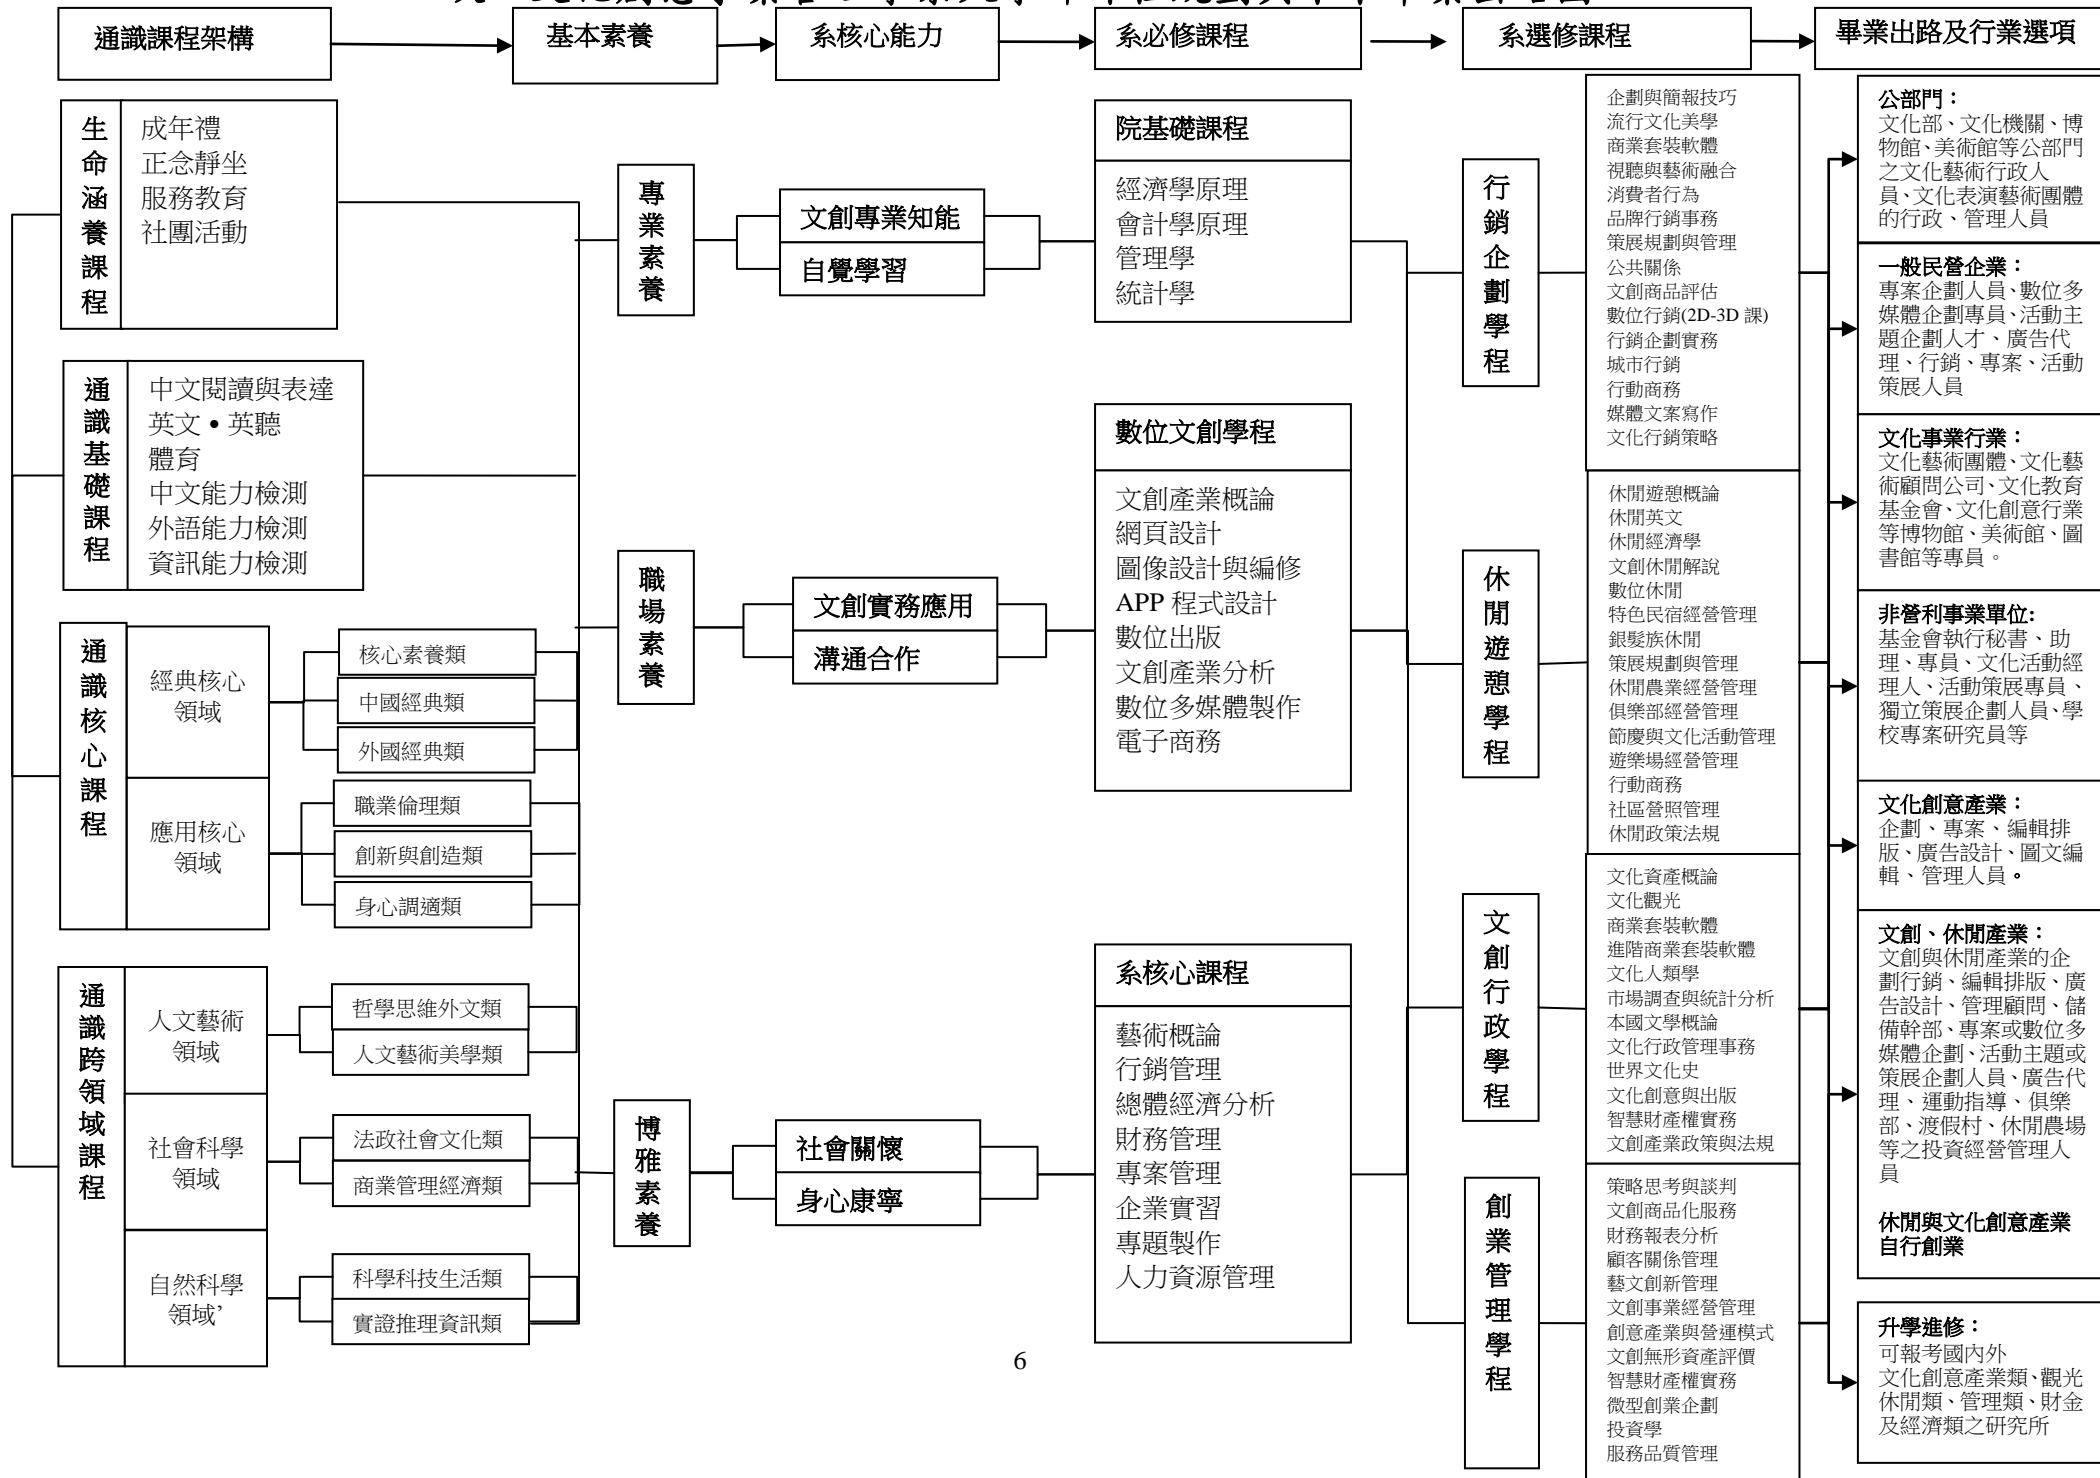 通識課程架構
基本素養
系核心能力
系必修課程
系選修課程
畢業出路及行業選項
生命涵養課程
成年禮
正念靜坐
服務教育
社團活動
通識基礎課程
中文閱讀與表達
英文•英聽
體育
中文能力檢測
外語能力檢測
資訊能力檢測
通識核心課程
經典核心
領域
核心素養類
中國經典類
外國經典類
應用核心
領域
職業倫理類
創新與創造類
身心調適類
通識跨領域課程
人文藝術
領域
哲學思維外文類
人文藝術美學類
社會科學
領域
法政社會文化類
商業管理經濟類
自然科學
領域’
科學科技生活類
實證推理資訊類
專業素養
職場素養
博雅素養
文創專業知能
自覺學習
文創實務應用
溝通合作
社會關懷
身心康寧
院基礎課程
經濟學原理
會計學原理
管理學
統計學
數位文創學程
文創產業概論
網頁設計
圖像設計與編修
APP 程式設計
數位出版
文創產業分析
數位多媒體製作
電子商務
系核心課程
藝術概論
行銷管理
總體經濟分析
財務管理
專案管理
企業實習
專題製作
人力資源管理
行銷企劃學程
企劃與簡報技巧
流行文化美學
商業套裝軟體
視聽與藝術融合
消費者行為
品牌行銷事務
策展規劃與管理
公共關係
文創商品評估
數位行銷(2D-3D 課)
行銷企劃實務
城市行銷
行動商務
媒體文案寫作
文化行銷策略
休閒遊憩學程
休閒遊憩概論
休閒英文
休閒經濟學
文創休閒解說
數位休閒
特色民宿經營管理
銀髮族休閒
策展規劃與管理
休閒農業經營管理
俱樂部經營管理
節慶與文化活動管理
遊樂場經營管理
行動商務
社區營照管理
休閒政策法規
文創行政學程
文化資產概論
文化觀光
商業套裝軟體
進階商業套裝軟體
文化人類學
市場調查與統計分析
本國文學概論
文化行政管理事務
世界文化史
文化創意與出版
智慧財產權實務
文創產業政策與法規
創業管理學程
策略思考與談判
文創商品化服務
財務報表分析
顧客關係管理
藝文創新管理
文創事業經營管理
創意產業與營運模式
文創無形資產評價
智慧財產權實務
微型創業企劃
投資學
服務品質管理
公部門：
文化部、文化機關、博
物館、美術館等公部門
之文化藝術行政人
員、文化表演藝術團體
的行政、管理人員
一般民營企業：
專案企劃人員、數位多
媒體企劃專員、活動主
題企劃人才、廣告代
理、行銷、專案、活動
策展人員
文化事業行業：
文化藝術團體、文化藝
術顧問公司、文化教育
基金會、文化創意行業
等博物館、美術館、圖
書館等專員。
非營利事業單位:
基金會執行秘書、助
理、專員、文化活動經
理人、活動策展專員、
獨立策展企劃人員、學
校專案研究員等
文化創意產業：
企劃、專案、編輯排
版、廣告設計、圖文編
輯、管理人員。
文創、休閒產業：
文創與休閒產業的企
劃行銷、編輯排版、廣
告設計、管理顧問、儲
備幹部、專案或數位多
媒體企劃、活動主題或
策展企劃人員、廣告代
理、運動指導、俱樂
部、渡假村、休閒農場
等之投資經營管理人
員
休閒與文化創意產業
自行創業
升學進修：
可報考國內外
文化創意產業類、觀光
休閒類、管理類、財金
及經濟類之研究所
6